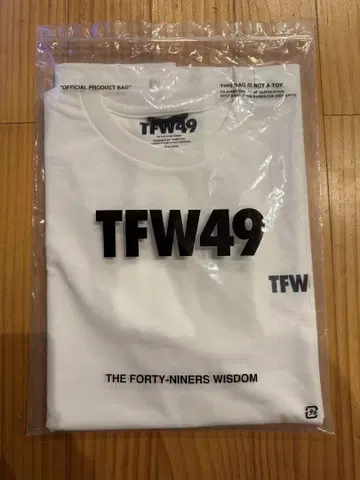 "OFFICIAL PRODUCT BAG"
THIS BAG IS NOT A TOY.
TFW49
TFW49
TFW
THE FORTY-NINERS WISDOM